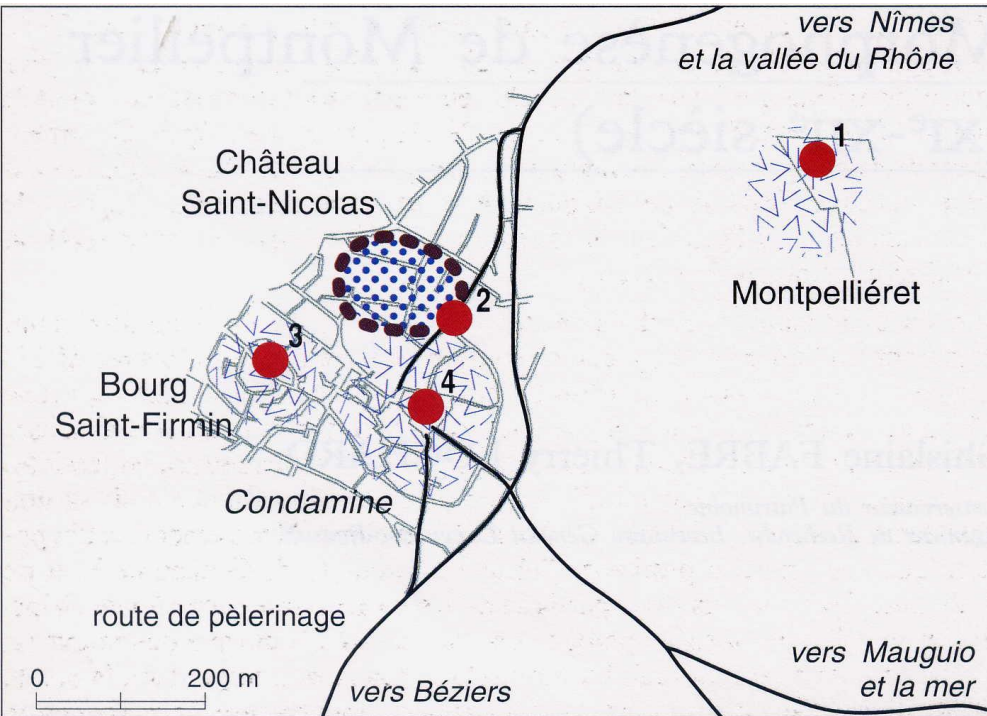 vers Nîmes
et la vallée du Rhône
1
Château
Saint-Nicolas
Montpelliéret
2
3
Bourg
Saint-Firmin
4
Condamine
route de pèlerinage
0 200 m
vers Béziers
vers Mauguio
et la mer